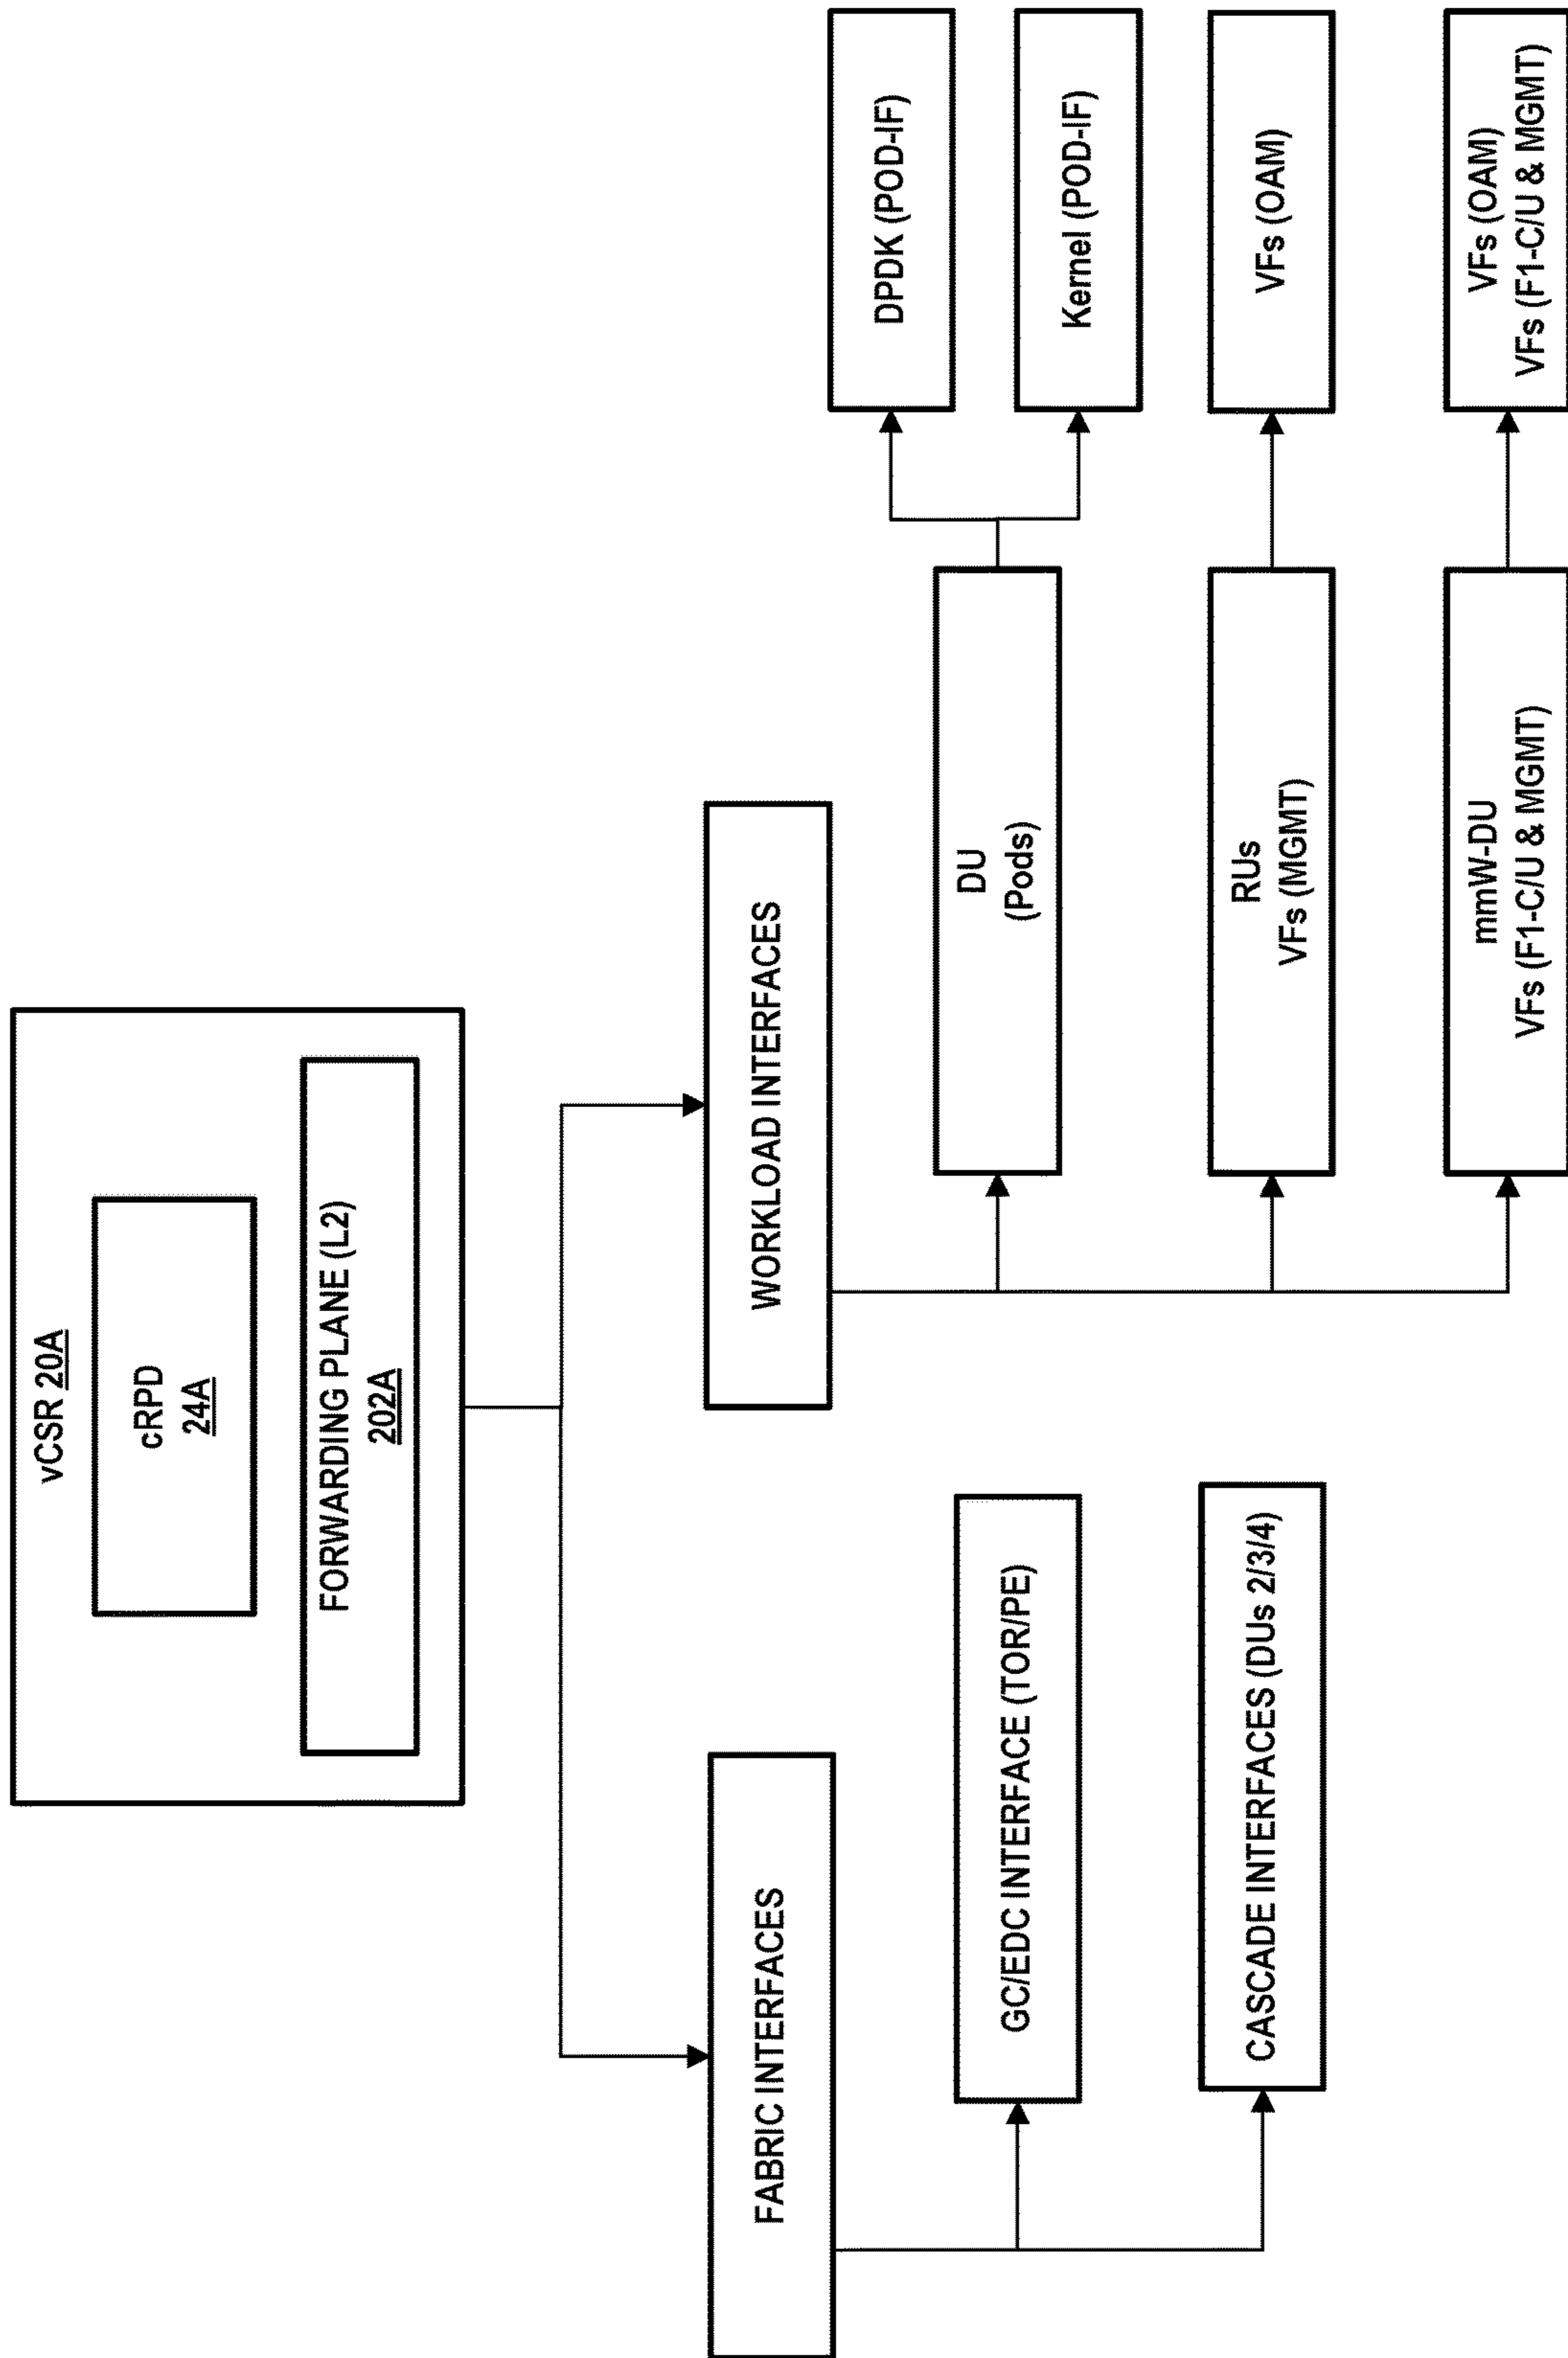 vCSR 20A
cRPD
24A
FORWARDING PLANE (L2)
202A
FABRIC INTERFACES
GC/EDC INTERFACE (TOR/PE)
CASCADE INTERFACES (DUs 2/3/4)
WORKLOAD INTERFACES
DU
(Pods)
DPDK (POD-IF)
Kernel (POD-IF)
RUs
VFs (MGMT)
VFs (OAM)
mmW-DU
VFs (F1-C/U & MGMT)
VFs (OAM)
VFs (F1-C/U & MGMT)